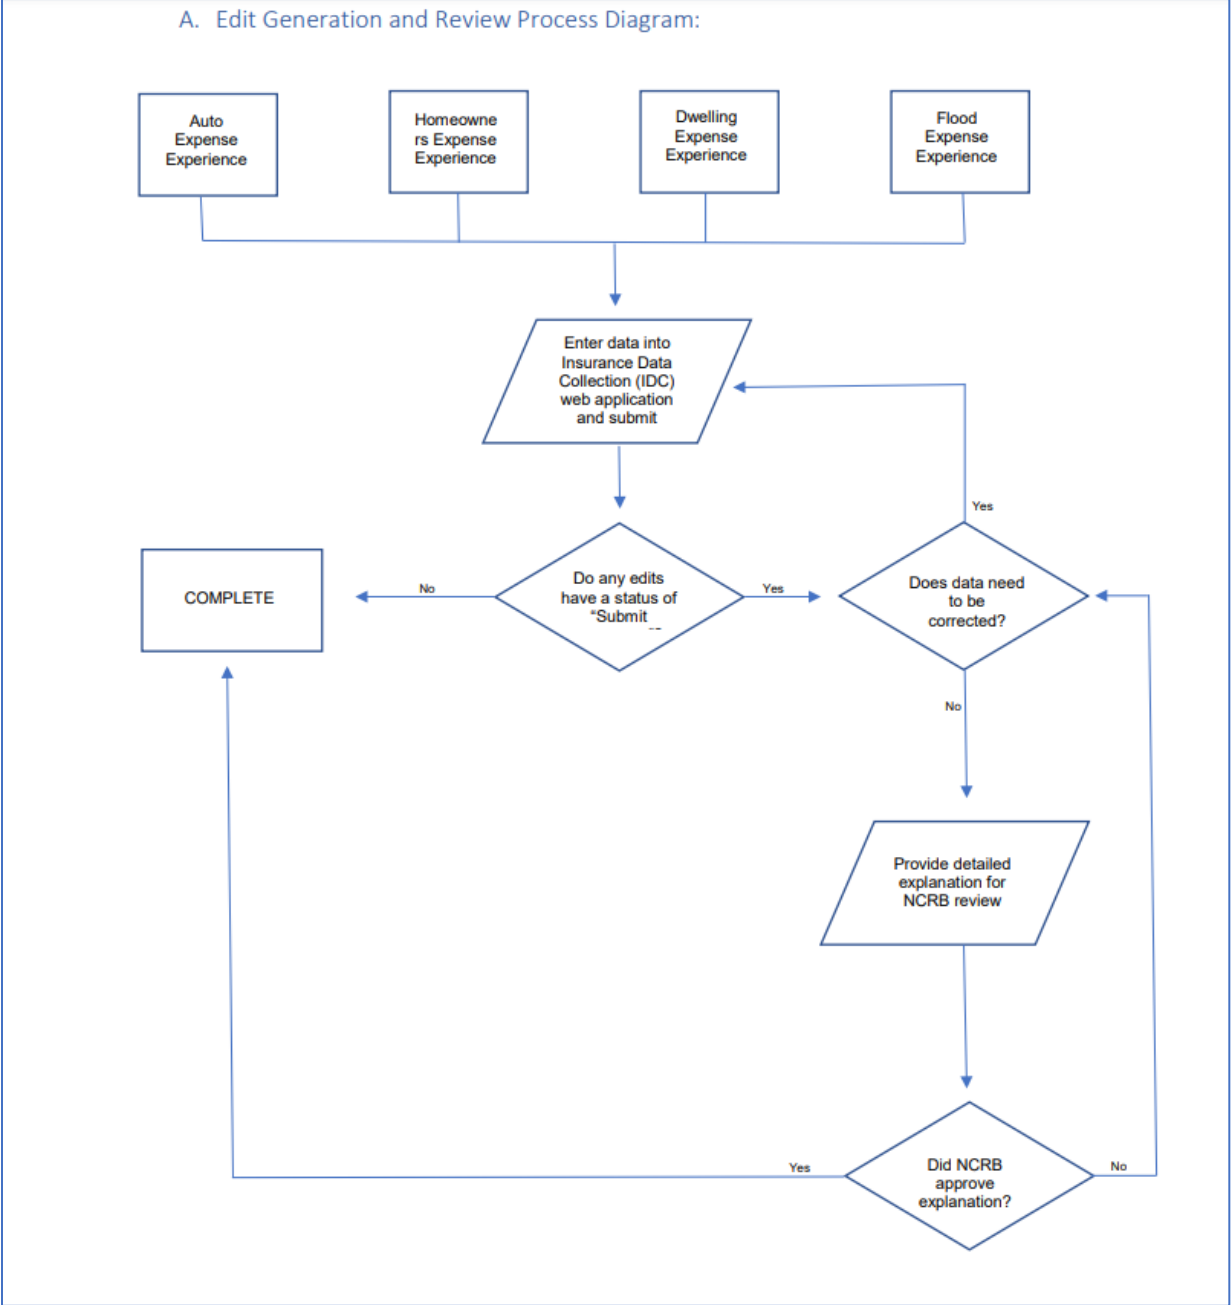 A. Edit Generation and Review Process Diagram:
Auto
Expense
Experience
Homeowne
rs Expense
Experience
Dwelling
Expense
Experience
Flood
Expense
Experience
Enter data into
Insurance Data
Collection (IDC)
web application
and submit
Yes
COMPLETE
No
Do any edits
have a status of
“Submit
Yes
Does data need
to be
corrected?
No
Provide detailed
explanation for
NCRB review
Yes
Did NCRB
approve
explanation?
No